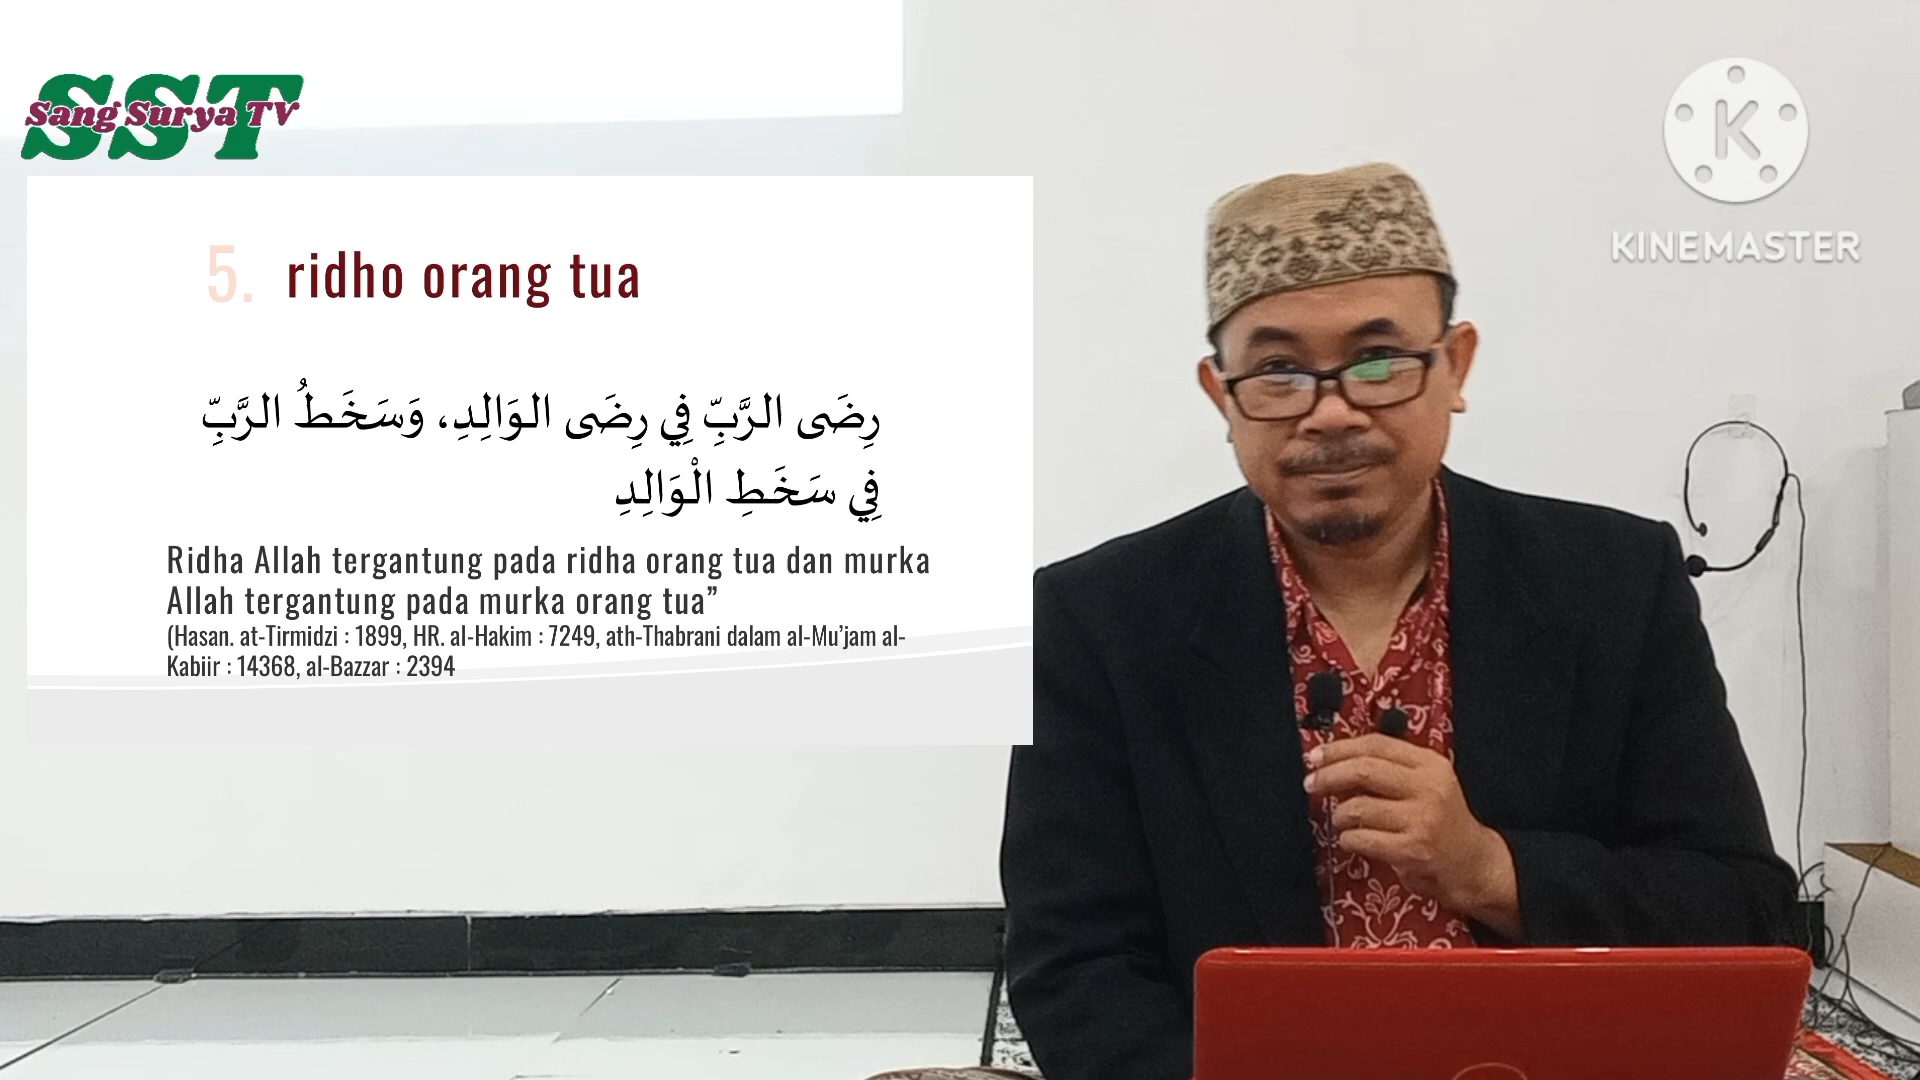 SST
Sang Surya TV
K
KINEMASTER
5. ridho orang tua
رِضَى الرَّبِّ فِي رِضَى الوَالِدِ، وَسَخَطُ الرَّبِّ
فِي سَخَطِ الْوَالِدِ
Ridha Allah tergantung pada ridha orang tua dan murka
Allah tergantung pada murka orang tua”
(Hasan. at-Tirmidzi : 1899, HR. al-Hakim : 7249, ath-Thabrani dalam al-Mu’jam al-
Kabiir : 14368, al-Bazzar : 2394